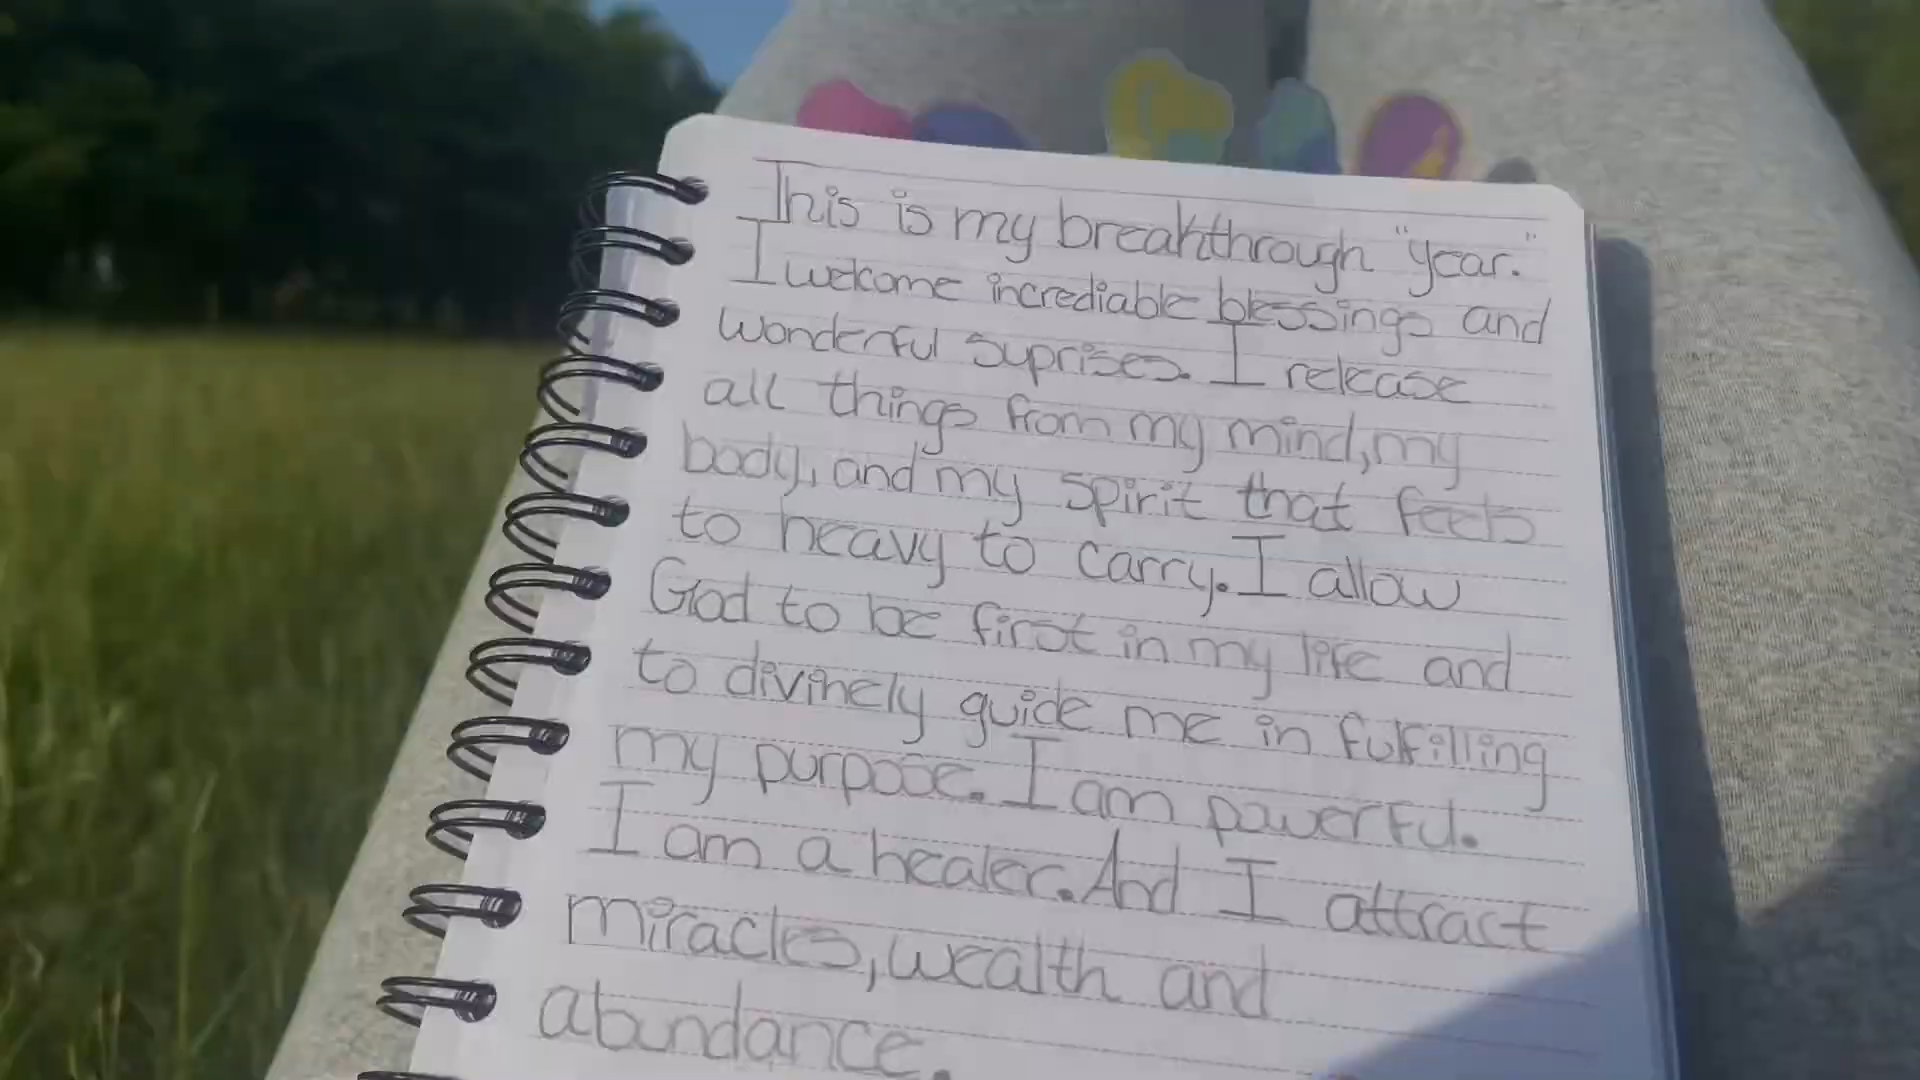 This is my breakthrough "year."
I welcome incrediable blessings and
wonderful suprises. I release
all things from my mind, my
body, and my spirit that feels
to heavy to carry. I allow
God to be first in my life and
to divinely guide me in fulfilling
my purpose. I am powerful.
I am a healer. And I attract
miracles, wealth and
abundance.